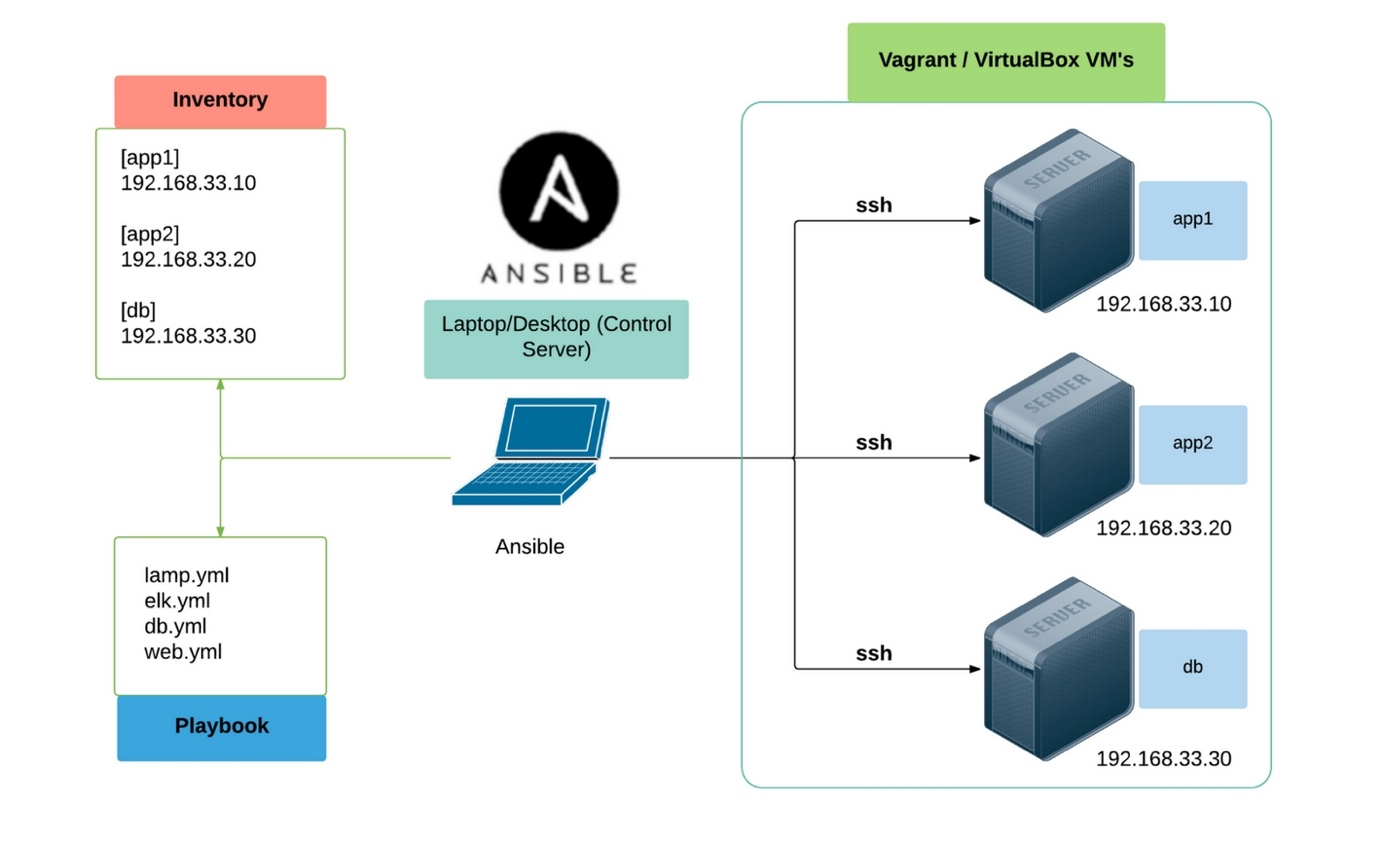 Vagrant / VirtualBox VM's
Inventory
[app1]
192.168.33.10
[app2]
192.168.33.20
[db]
192.168.33.30
ANSIBLE
Laptop/Desktop (Control
Server)
Ansible
lamp.yml
elk.yml
db.yml
web.yml
Playbook
ssh
SERVER
app1
192.168.33.10
ssh
SERVER
app2
192.168.33.20
ssh
SERVER
db
192.168.33.30